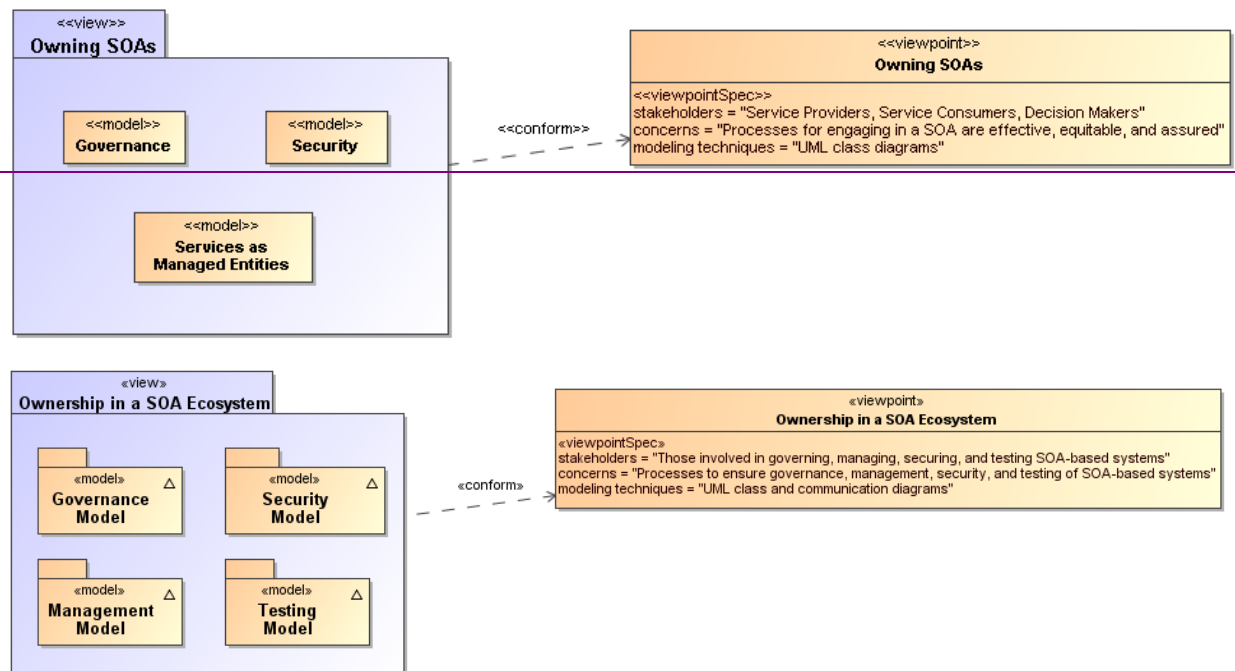 <<view>>
Owning SOAs
<<model>>
Governance
<<model>>
Security
<<model>>
Services as
Managed Entities
<<conform>>
<<viewpoint>>
Owning SOAs
<<viewpointSpec>>
stakeholders = "Service Providers, Service Consumers, Decision Makers"
concerns = "Processes for engaging in a SOA are effective, equitable, and assured"
modeling techniques = "UML class diagrams"
«view»
Ownership in a SOA Ecosystem
«model»
Governance
Model
«model»
Security
Model
«model»
Management
Model
«model»
Testing
Model
«conform»
«viewpoint»
Ownership in a SOA Ecosystem
«viewpointSpec»
stakeholders = "Those involved in governing, managing, securing, and testing SOA-based systems"
concerns = "Processes to ensure governance, management, security, and testing of SOA-based systems"
modeling techniques = "UML class and communication diagrams"